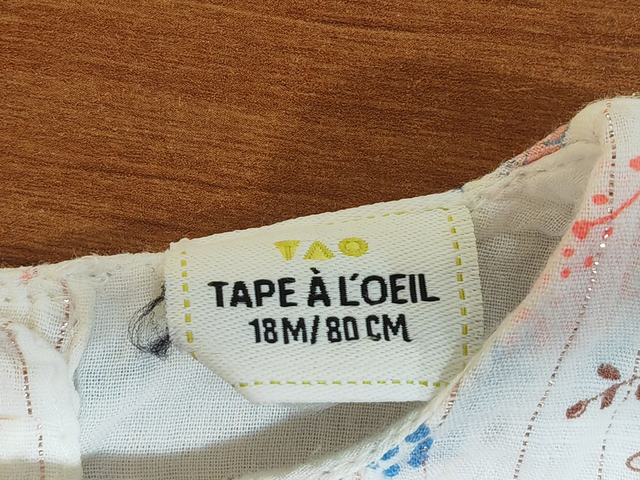 TAO
TAPE À L'OEIL
18M/80 CM